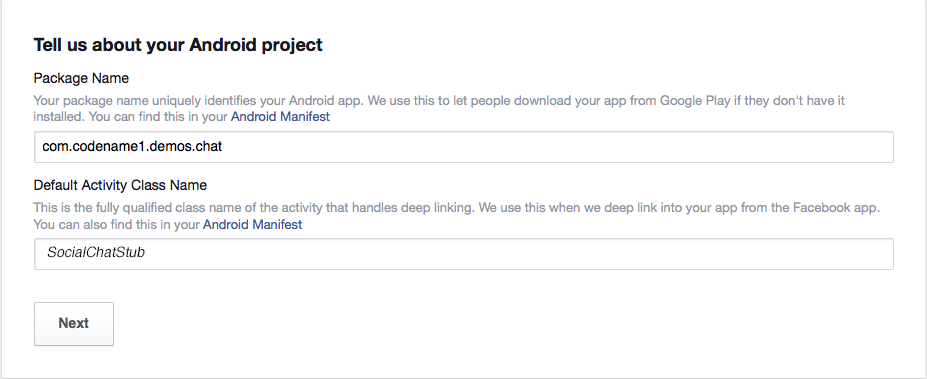 Tell us about your Android project
Package Name
Your package name uniquely identifies your Android app. We use this to let people download your app from Google Play if they don't have it
installed. You can find this in your Android Manifest
com.codename1.demos.chat
Default Activity Class Name
This is the fully qualified class name of the activity that handles deep linking. We use this when we deep link into your app from the Facebook app.
You can also find this in your Android Manifest
SocialChatStub
Next